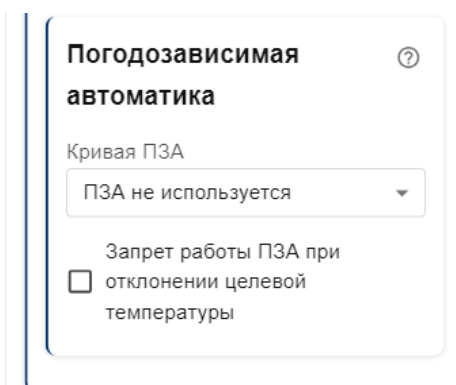 Погодозависимая
автоматика
Кривая ПЗА
ПЗА не используется
Запрет работы ПЗА при
отклонении целевой
температуры